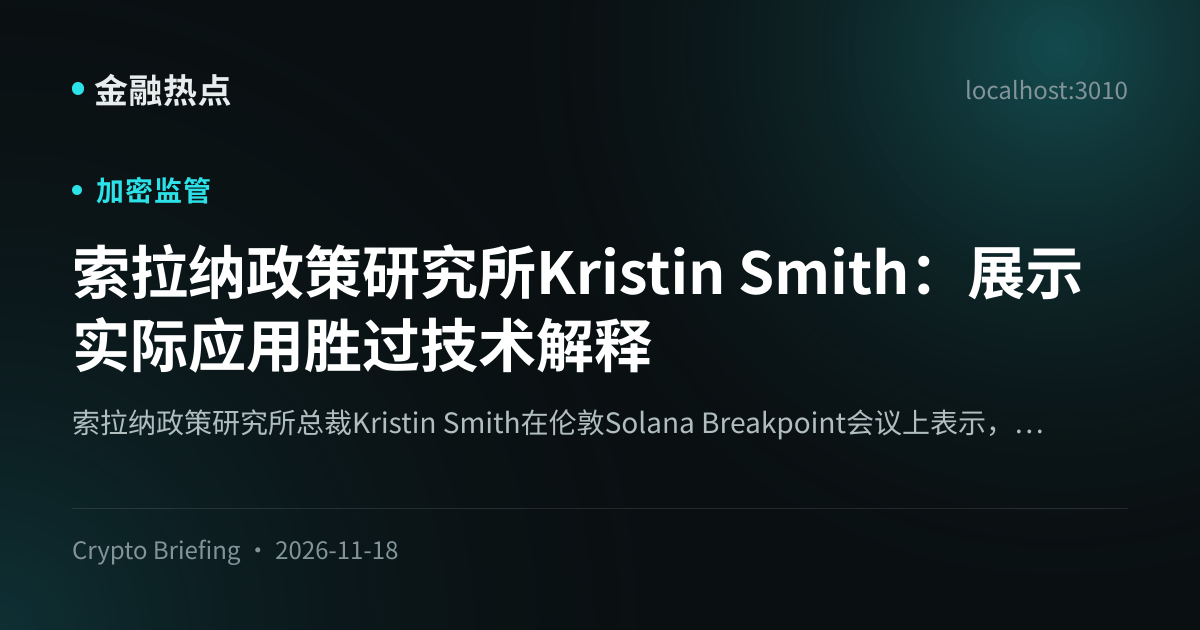 金融热点
localhost:3010
加密监管
索拉纳政策研究所Kristin Smith：展示
实际应用胜过技术解释
索拉纳政策研究所总裁Kristin Smith在伦敦Solana Breakpoint会议上表示，…
Crypto Briefing · 2026-11-18